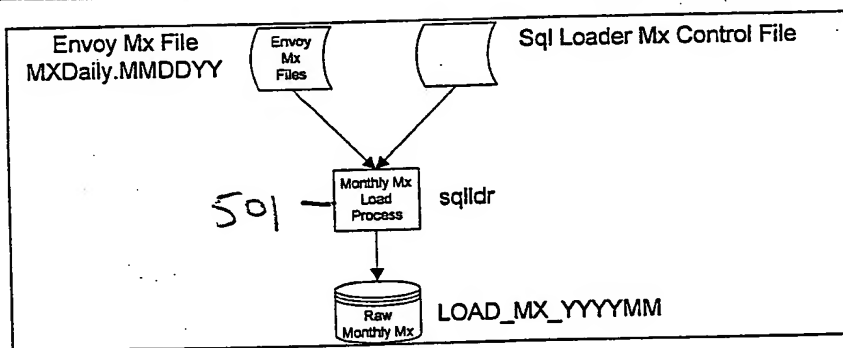 Envoy Mx File
MXDaily.MMDDYY
Envoy
Mx
Files
Sql Loader Mx Control File
501
Monthly Mx
Load
Process
sqlldr
Raw
Monthly Mx
LOAD_MX_YYYYMM